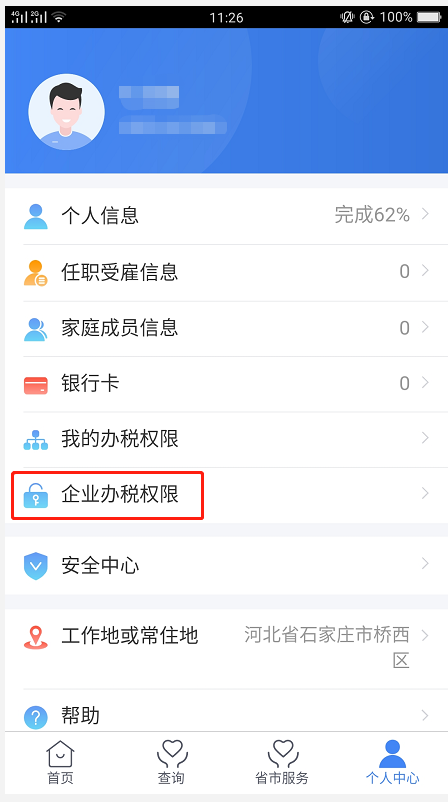 4G 2G 11:26 100%
个人信息 完成62%
任职受雇信息 0
家庭成员信息 0
银行卡 0
我的办税权限
企业办税权限
安全中心
工作地或常住地 河北省石家庄市桥西
区
帮助
首页 查询 省市服务 个人中心